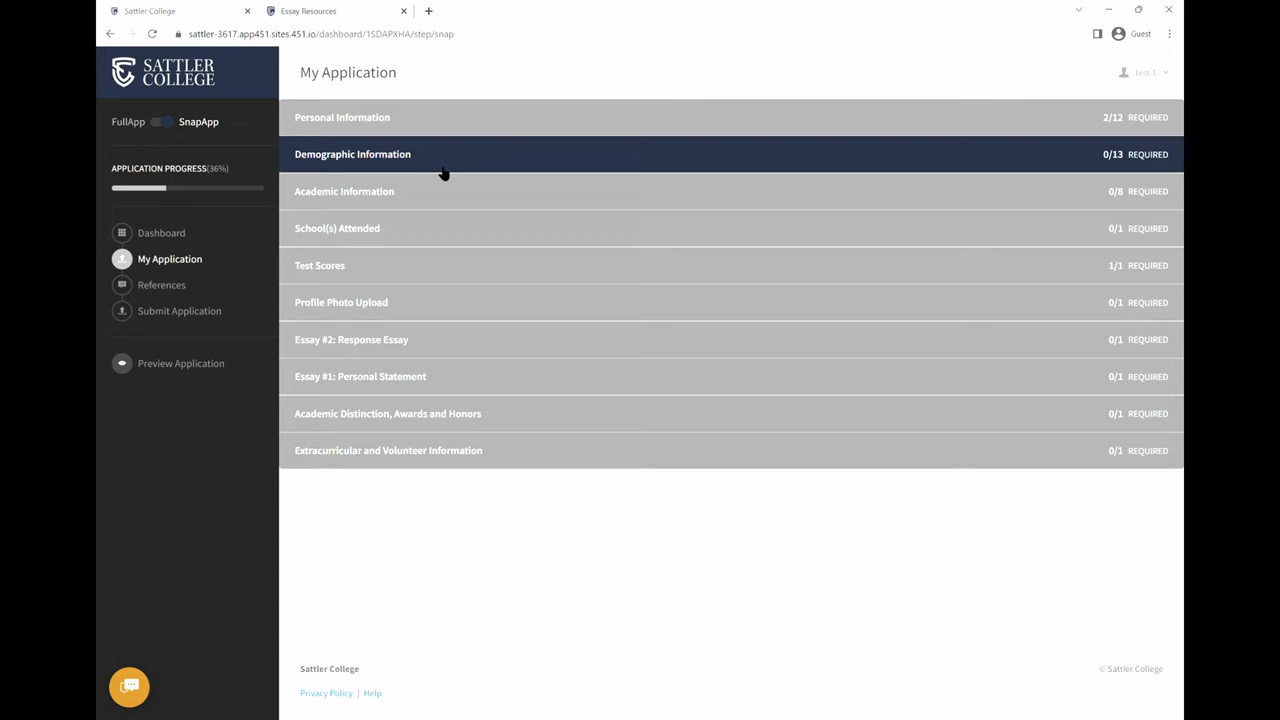 Sattler College
Essay Resources
sattler-3617.app451.sites.451.io/dashboard/1SDAPXHA/step/snap
Guest
SATTLER
COLLEGE
My Application
Test T.
FullApp SnapApp
APPLICATION PROGRESS(36%)
Dashboard
My Application
References
Submit Application
Preview Application
Personal Information 2/12 REQUIRED
Demographic Information 0/13 REQUIRED
Academic Information 0/8 REQUIRED
School(s) Attended 0/1 REQUIRED
Test Scores 1/1 REQUIRED
Profile Photo Upload 0/1 REQUIRED
Essay #2: Response Essay 0/1 REQUIRED
Essay #1: Personal Statement 0/1 REQUIRED
Academic Distinction, Awards and Honors 0/1 REQUIRED
Extracurricular and Volunteer Information 0/1 REQUIRED
Sattler College © Sattler College
Privacy Policy | Help